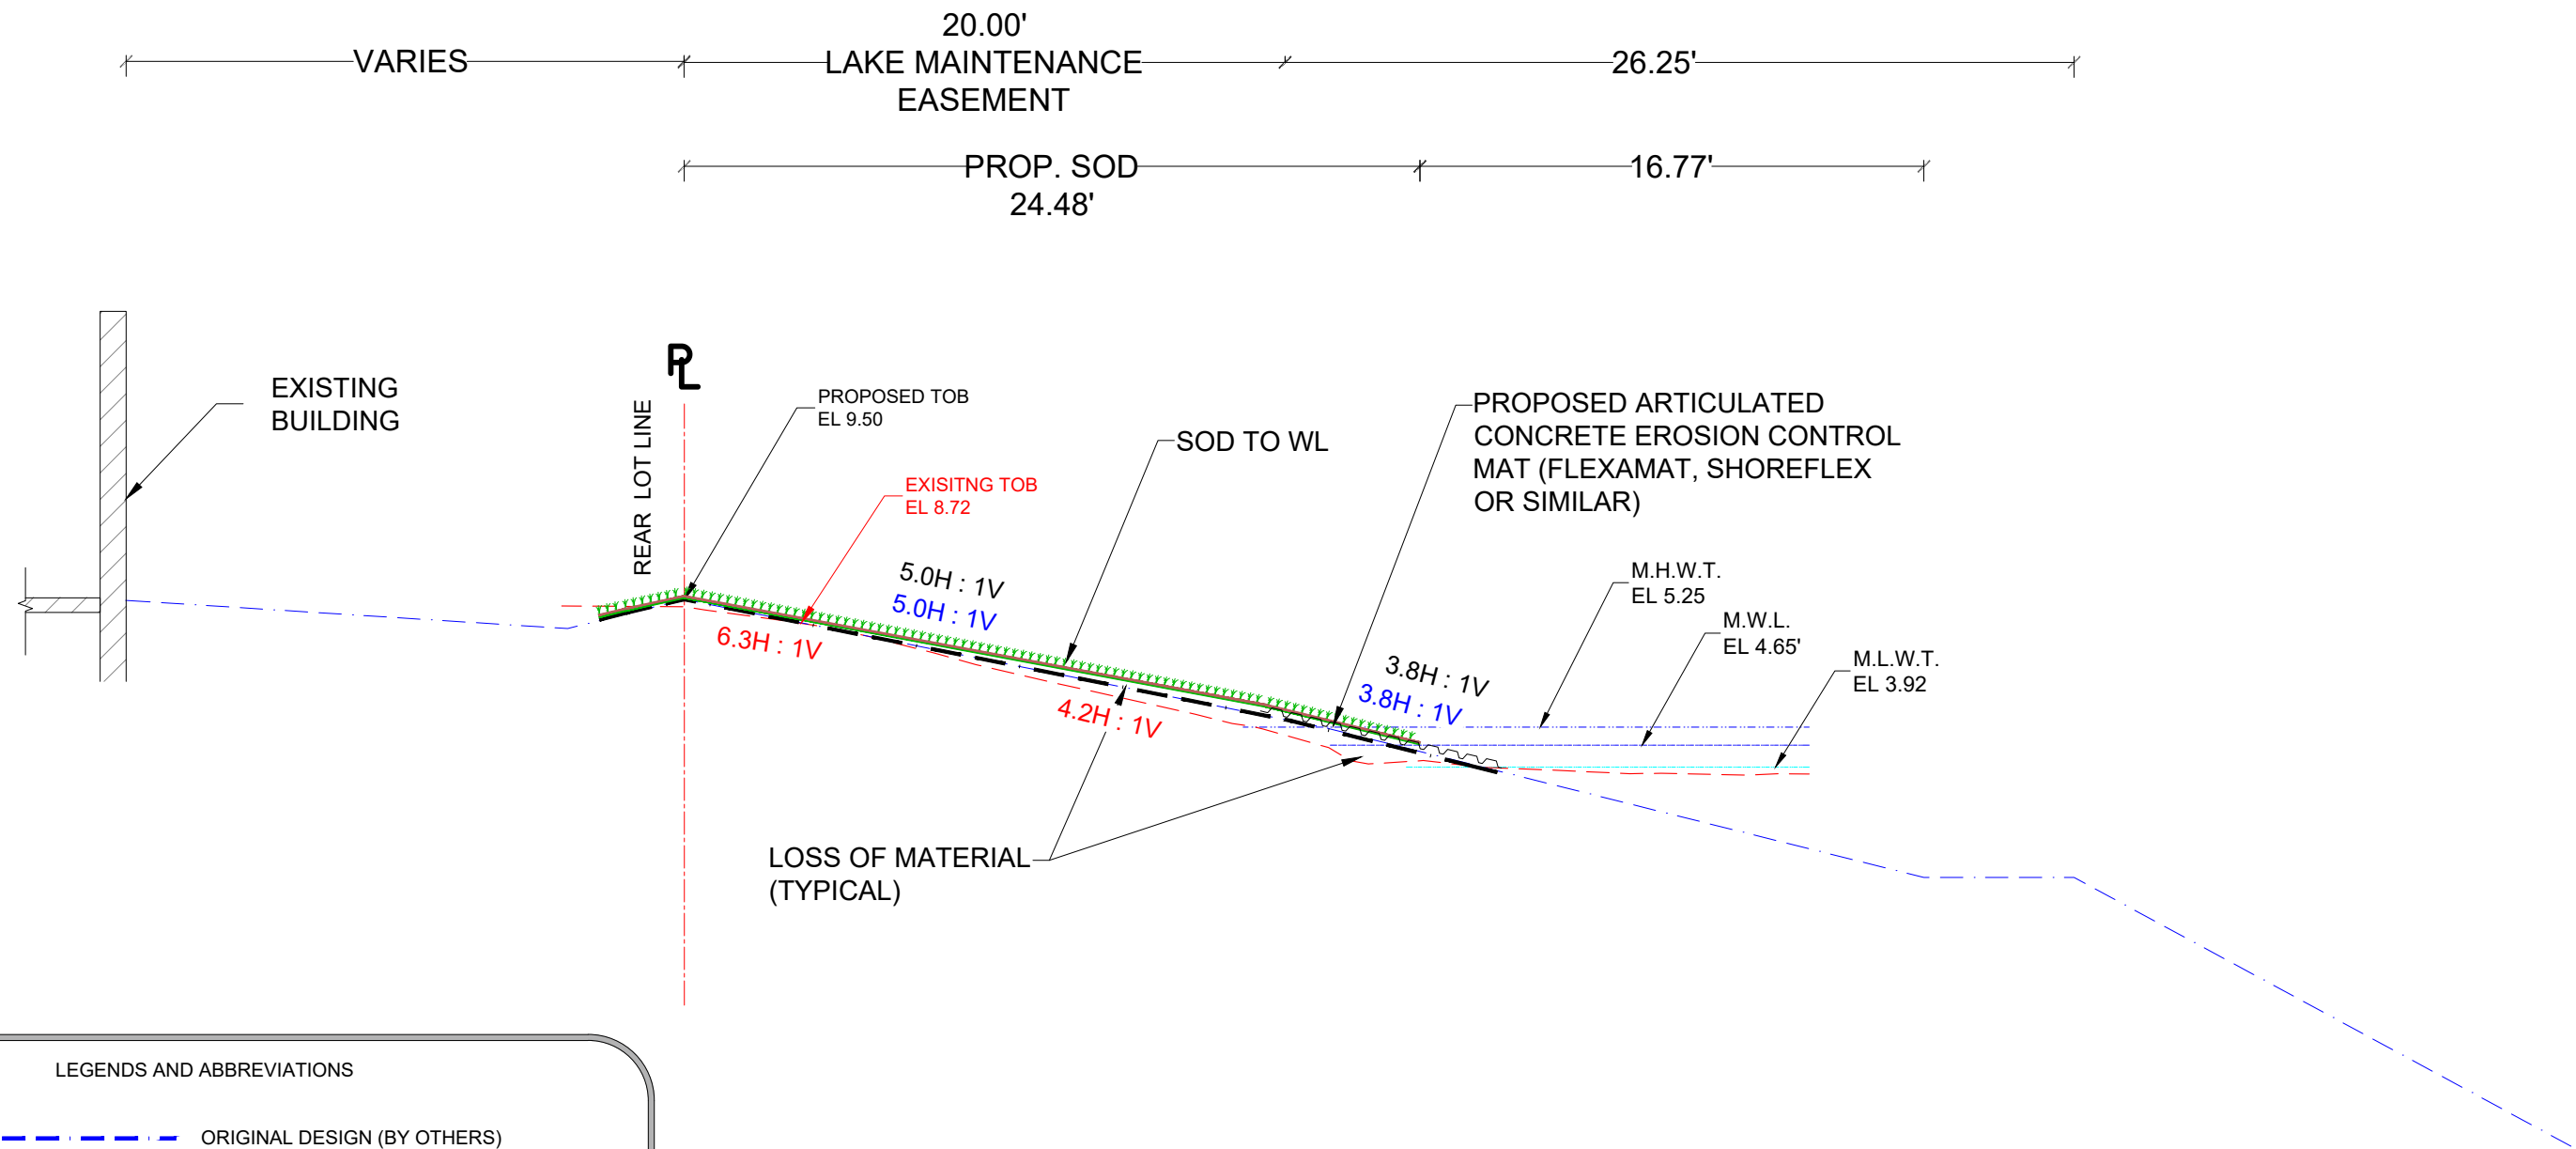 20.00'
VARIES
LAKE MAINTENANCE
EASEMENT
26.25'
PROP. SOD
24.48'
16.77'
EXISTING
BUILDING
REAR LOT LINE
PL
PROPOSED TOB
EL 9.50
EXISITNG TOB
EL 8.72
SOD TO WL
PROPOSED ARTICULATED
CONCRETE EROSION CONTROL
MAT (FLEXAMAT, SHOREFLEX
OR SIMILAR)
5.0H : 1V
5.0H : 1V
6.3H : 1V
4.2H : 1V
3.8H : 1V
3.8H : 1V
M.H.W.T.
EL 5.25
M.W.L.
EL 4.65'
M.L.W.T.
EL 3.92
LOSS OF MATERIAL
(TYPICAL)
LEGENDS AND ABBREVIATIONS
ORIGINAL DESIGN (BY OTHERS)